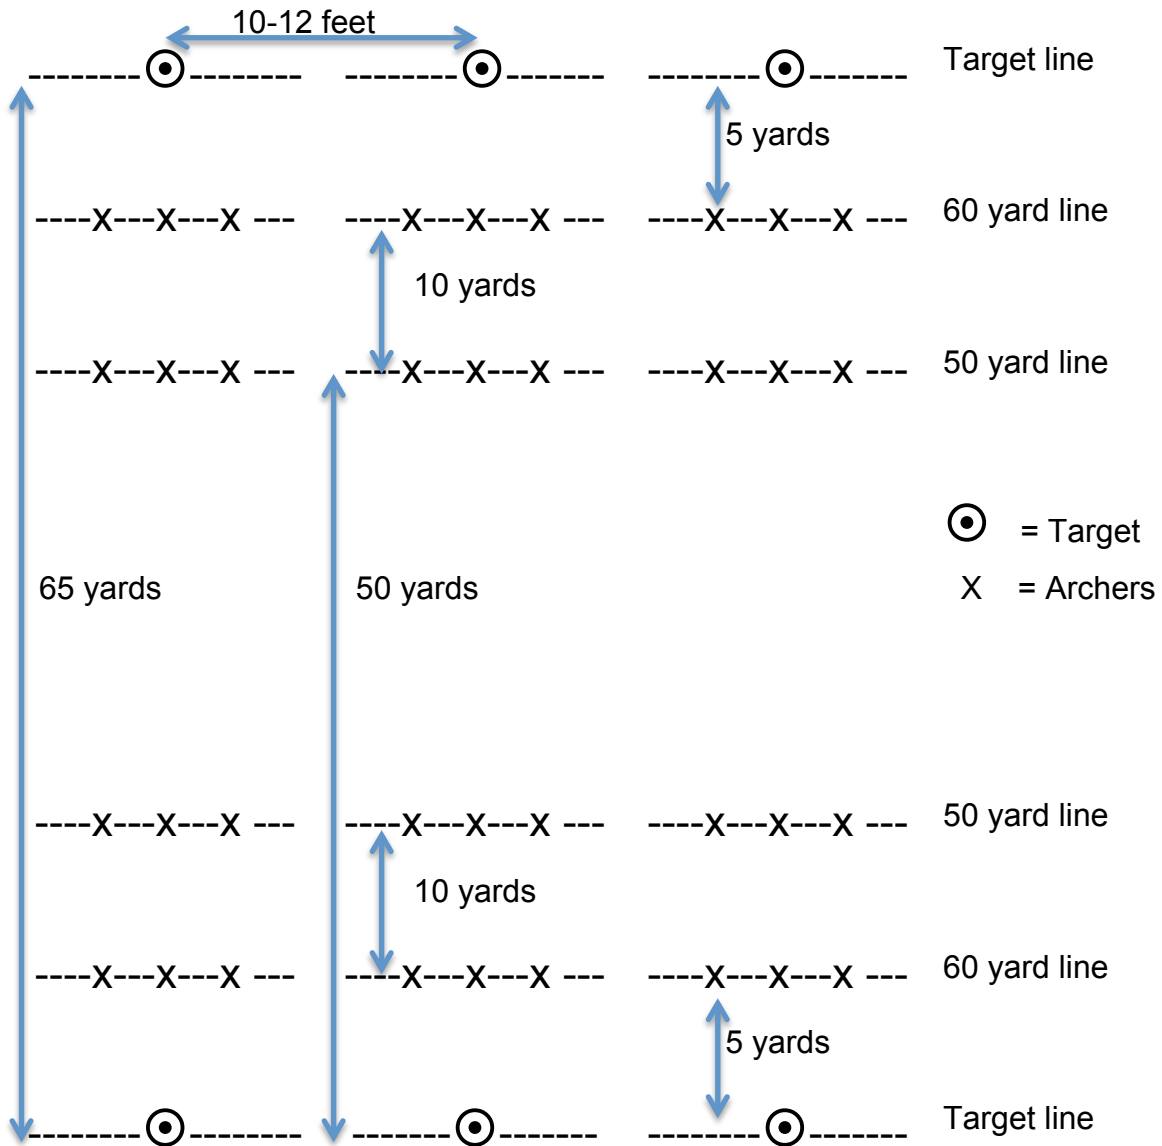 10-12 feet
Target line
5 yards
----X---X---X ---  ----X---X---X ---  ----X---X---X ---  60 yard line
10 yards
----X---X---X ---  ----X---X---X ---  ----X---X---X ---  50 yard line
= Target
65 yards  50 yards  X = Archers
----X---X---X ---  ----X---X---X ---  ----X---X---X ---  50 yard line
10 yards
----X---X---X ---  ----X---X---X ---  ----X---X---X ---  60 yard line
5 yards
Target line